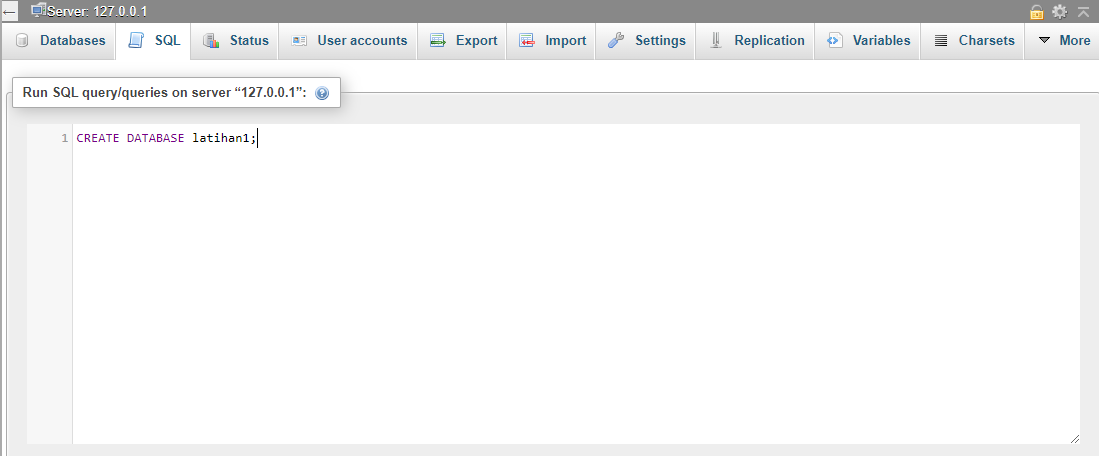 Server: 127.0.0.1
Databases SQL Status User accounts Export Import Settings Replication Variables Charsets More
Run SQL query/queries on server “127.0.0.1”:
1 CREATE DATABASE latihan1;